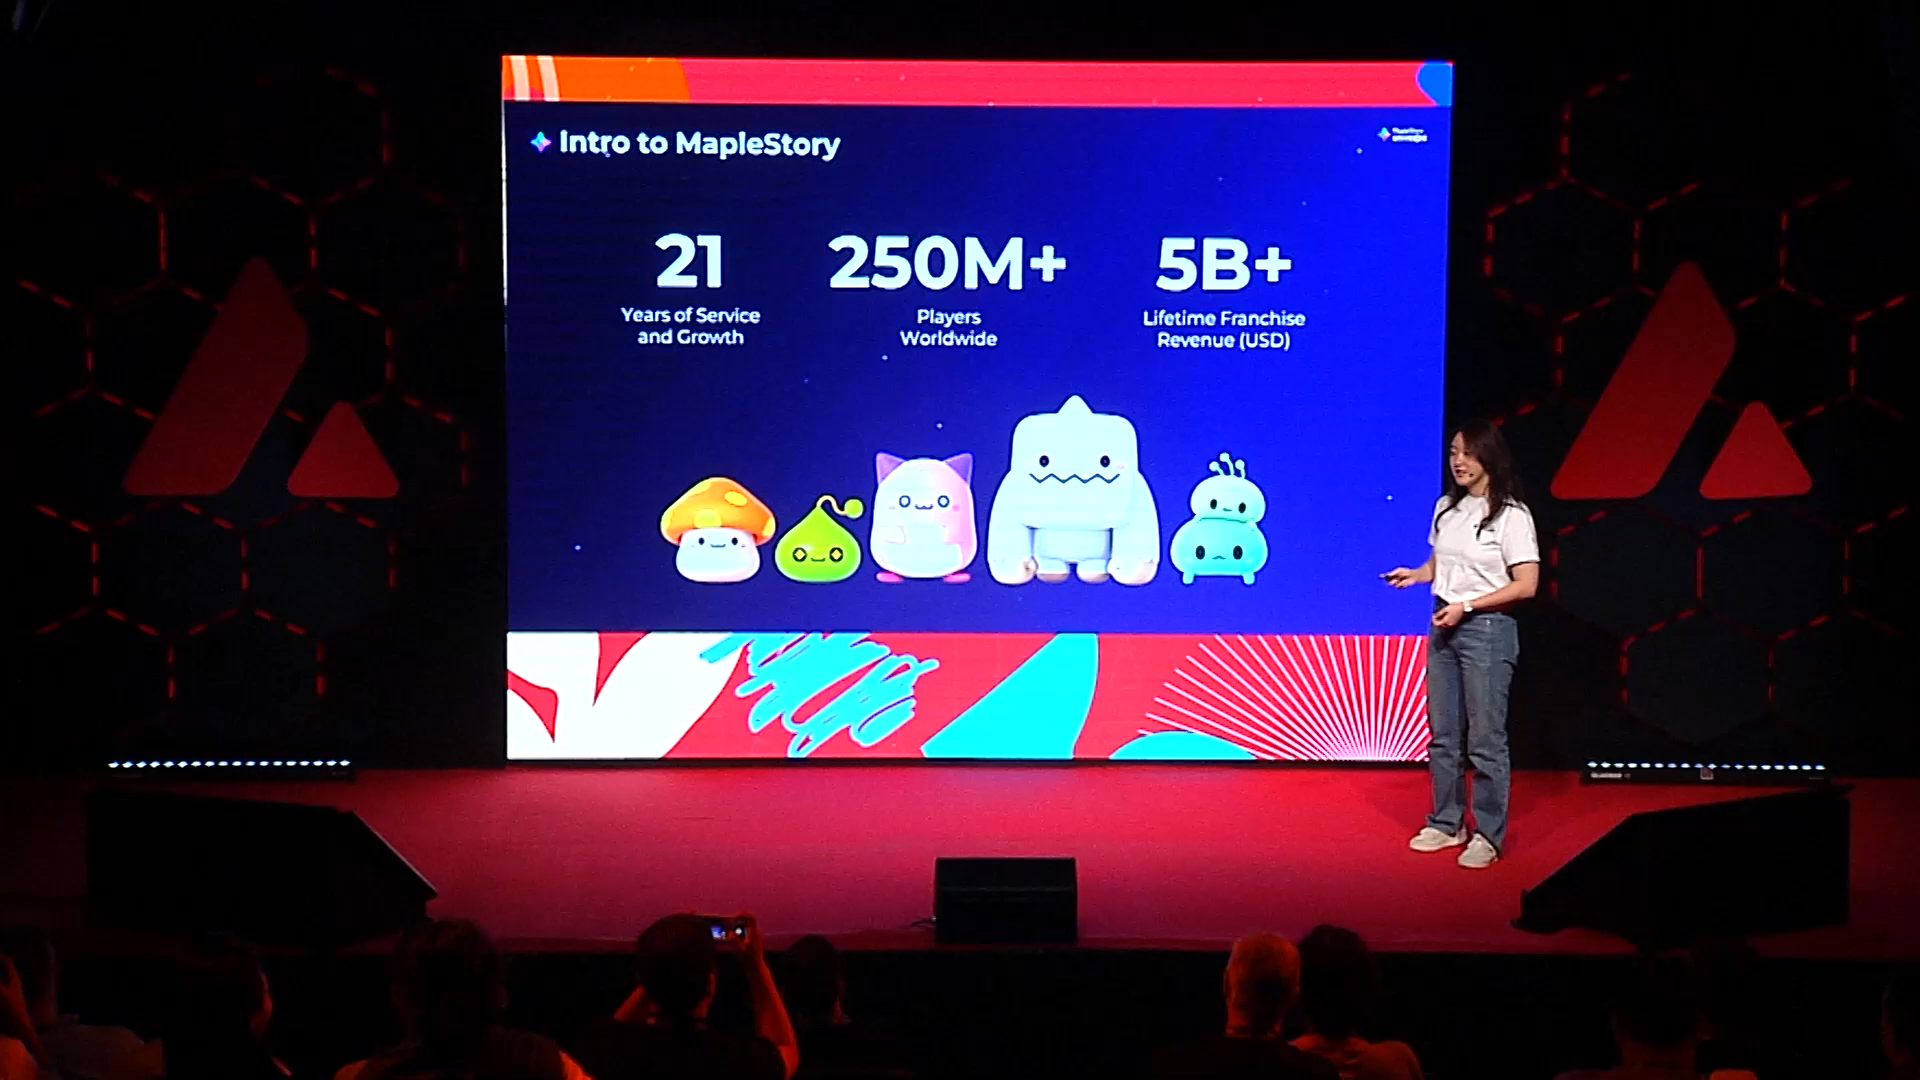 Intro to MapleStory
21
Years of Service
and Growth
250M+
Players
Worldwide
5B+
Lifetime Franchise
Revenue (USD)